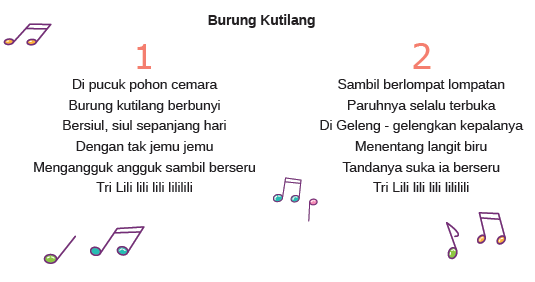 Burung Kutilang
1
Di pucuk pohon cemara
Burung kutilang berbunyi
Bersiul, siul sepanjang hari
Dengan tak jemu jemu
Mengangguk angguk sambil berseru
Tri Lili lili lili lililili
2
Sambil berlompat lompatan
Paruhnya selalu terbuka
Di Geleng - gelengkan kepalanya
Menentang langit biru
Tandanya suka ia berseru
Tri Lili lili lili lililili